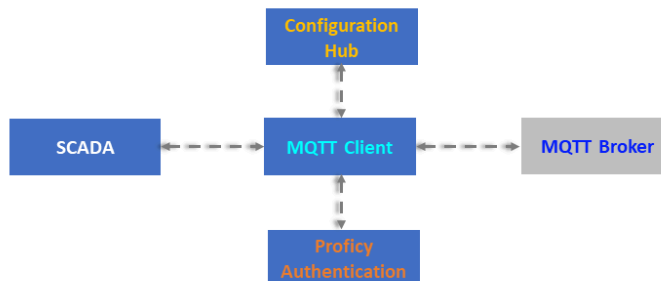 Configuration
Hub
SCADA
MQTT Client
MQTT Broker
Proficy
Authentication